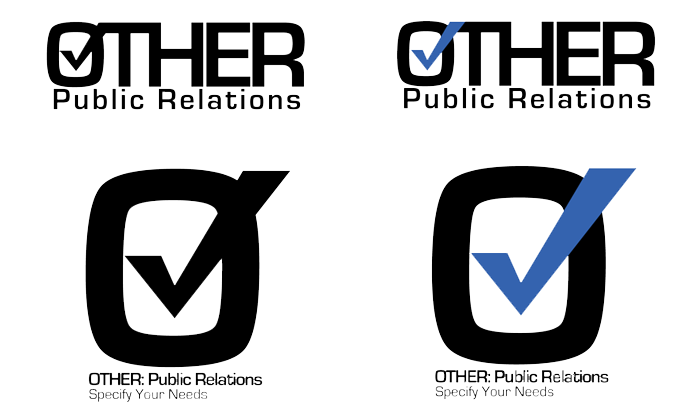 OTHER
Public Relations
OTHER
Public Relations
O
OTHER: Public Relations
Specify Your Needs
O
OTHER: Public Relations
Specify Your Needs